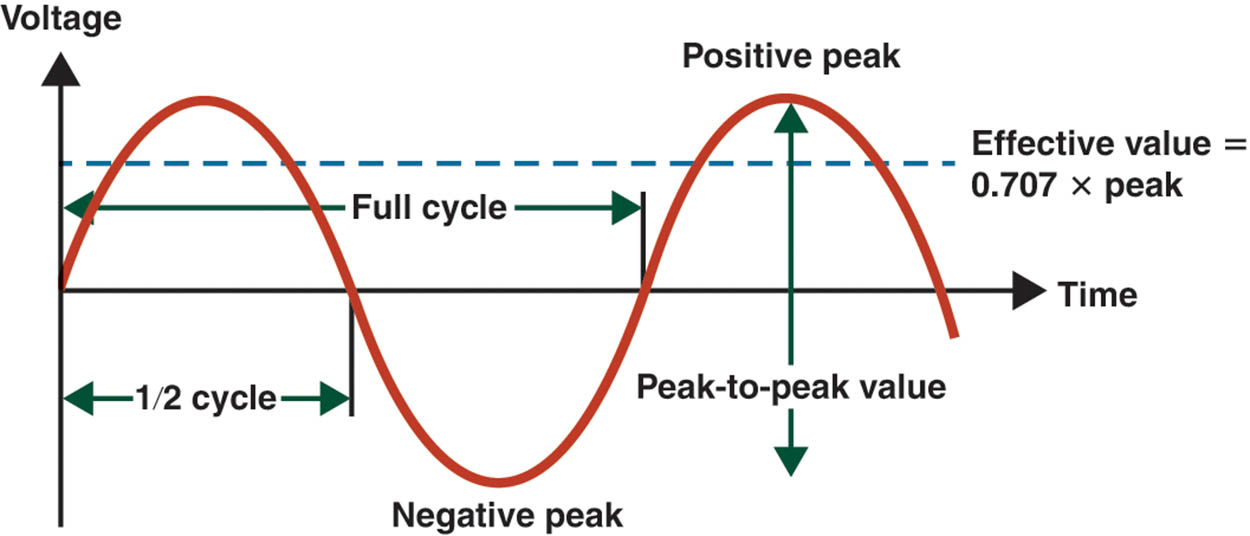 Voltage
Positive peak
Effective value =
0.707 × peak
Full cycle
Time
Peak-to-peak value
1/2 cycle
Negative peak